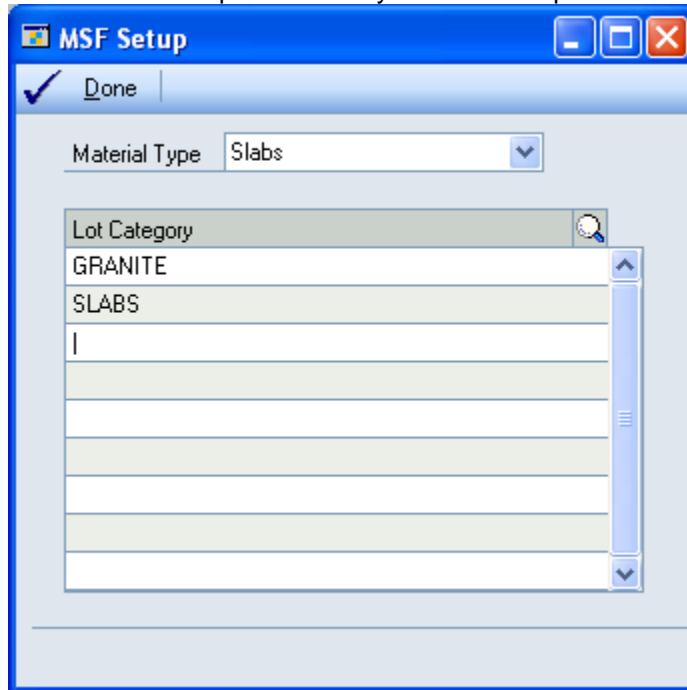 MSF Setup
Done
Material Type Slabs
Lot Category
GRANITE
SLABS